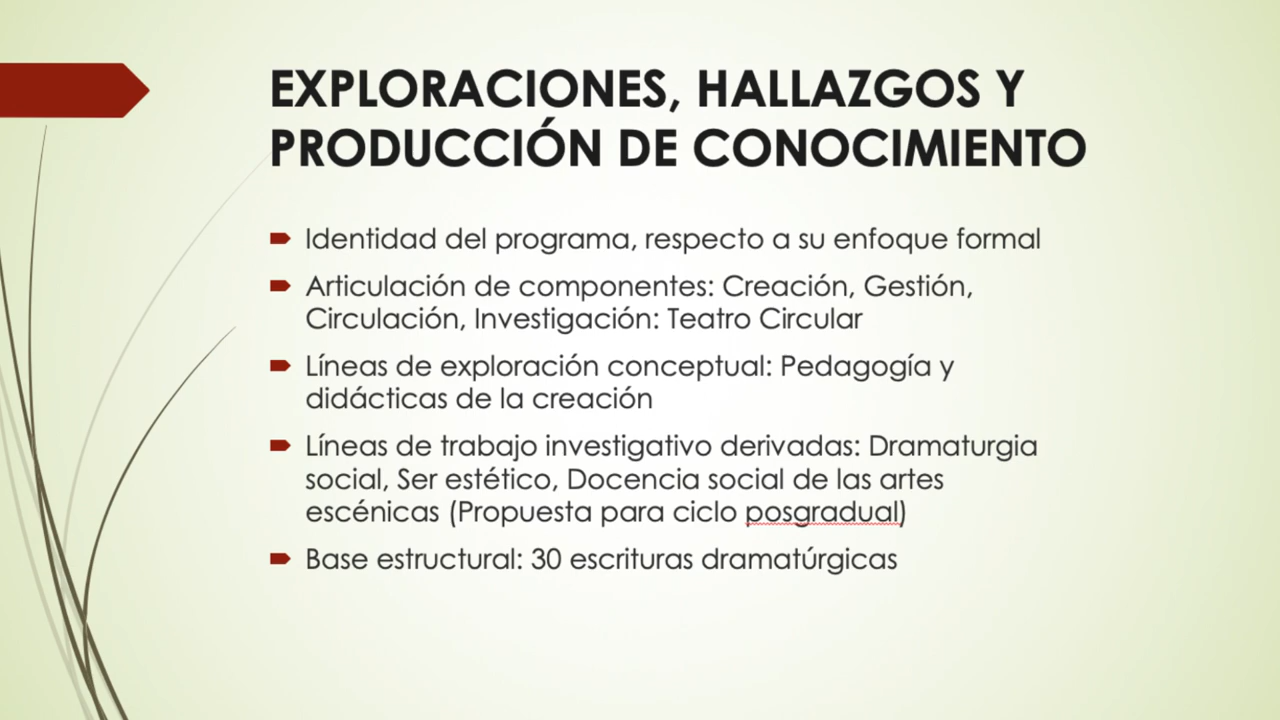 EXPLORACIONES, HALLAZGOS Y
PRODUCCIÓN DE CONOCIMIENTO
Identidad del programa, respecto a su enfoque formal
Articulación de componentes: Creación, Gestión,
Circulación, Investigación: Teatro Circular
Líneas de exploración conceptual: Pedagogía y
didácticas de la creación
Líneas de trabajo investigativo derivadas: Dramaturgia
social, Ser estético, Docencia social de las artes
escénicas (Propuesta para ciclo posgradual)
Base estructural: 30 escrituras dramatúrgicas